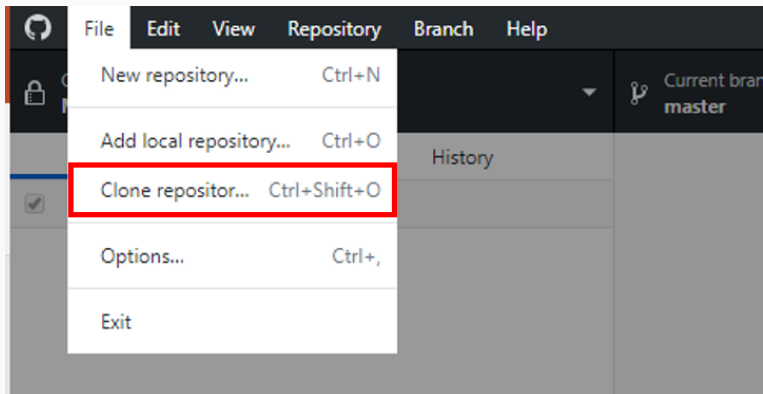 File Edit View Repository Branch Help
New repository... Ctrl+N
Current bran
master
Add local repository... Ctrl+O
History
Clone repositor... Ctrl+Shift+O
Options... Ctrl+,
Exit